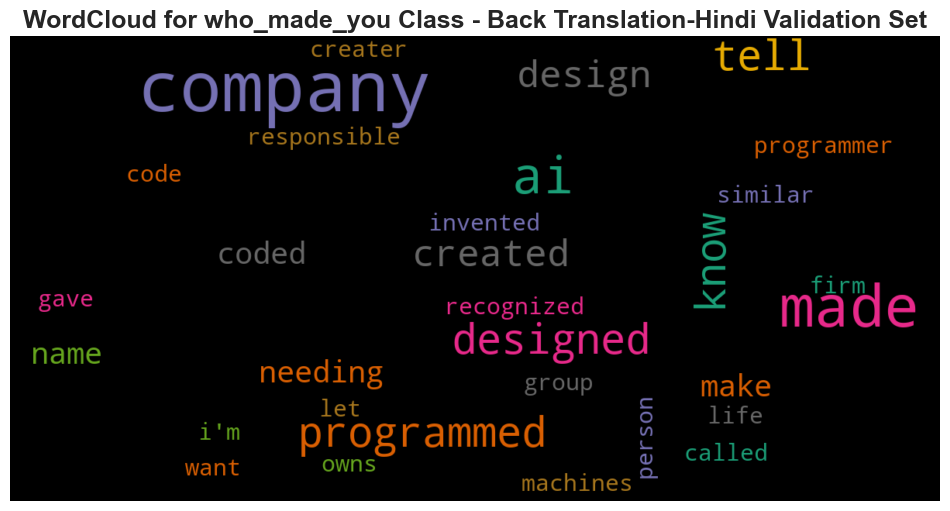 WordCloud for who_made_you Class - Back Translation-Hindi Validation Set
creater
tell
company
design
responsible
programmer
code
ai
similar
invented
know
coded
created
gave
recognized
firm
made
designed
name
needing
group
make
let
life
i'm
programmed
person
called
want
owns
machines